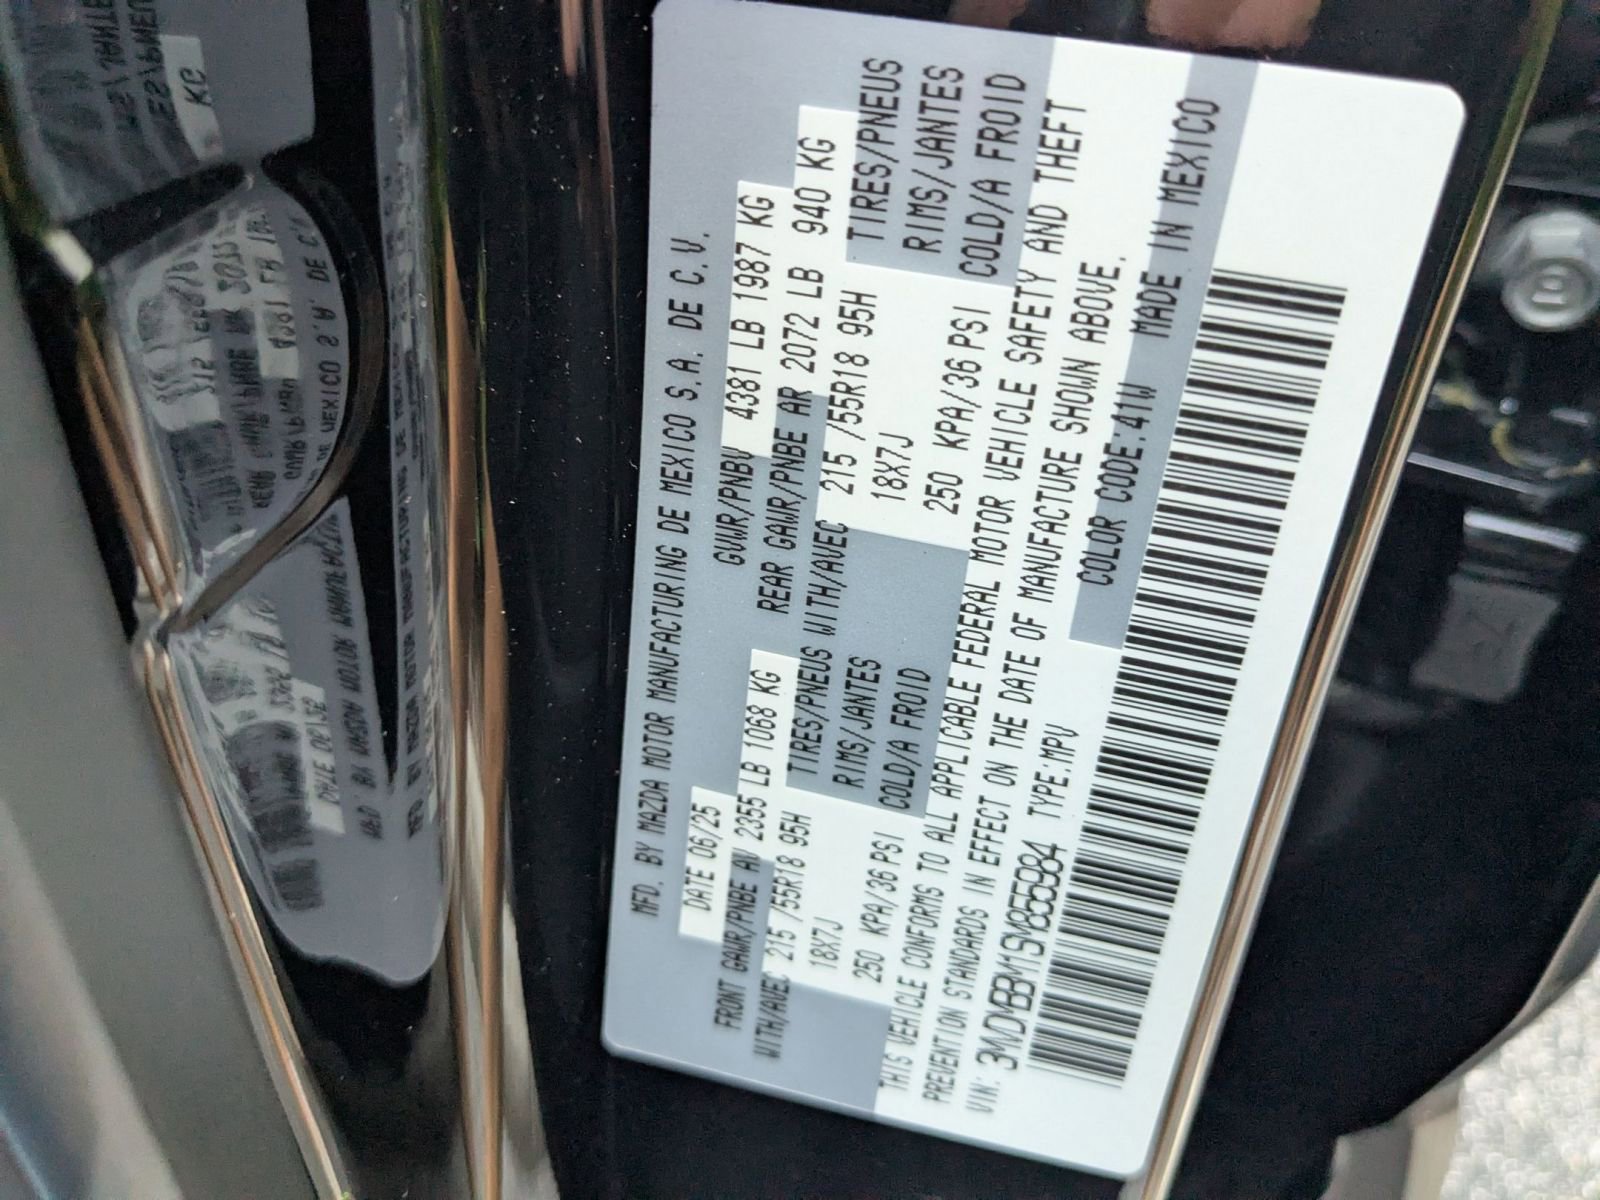 MFD. BY MAZDA MOTOR MANUFACTURING DE MEXICO S.A. DE C.V.
DATE 06/25 GVWR/PNBV 4381 LB 1987 KG
FRONT GAWR/PNBE AV 2355 LB 1068 KG REAR GAWR/PNBE AR 2072 LB 940 KG
WITH/AVEC 215 /55R18 95H TIRES/PNEUS WITH/AVEC 215 /55R18 95H TIRES/PNEUS
18X7J RIMS/JANTES 18X7J RIMS/JANTES
250 KPA/36 PSI COLD/A FROID 250 KPA/36 PSI COLD/A FROID
THIS VEHICLE CONFORMS TO ALL APPLICABLE FEDERAL MOTOR VEHICLE SAFETY AND THEFT
PREVENTION STANDARDS IN EFFECT ON THE DATE OF MANUFACTURE SHOWN ABOVE.
VIN: 3MVDMBBM1SM855984 TYPE:MPV COLOR CODE:41W MADE IN MEXICO